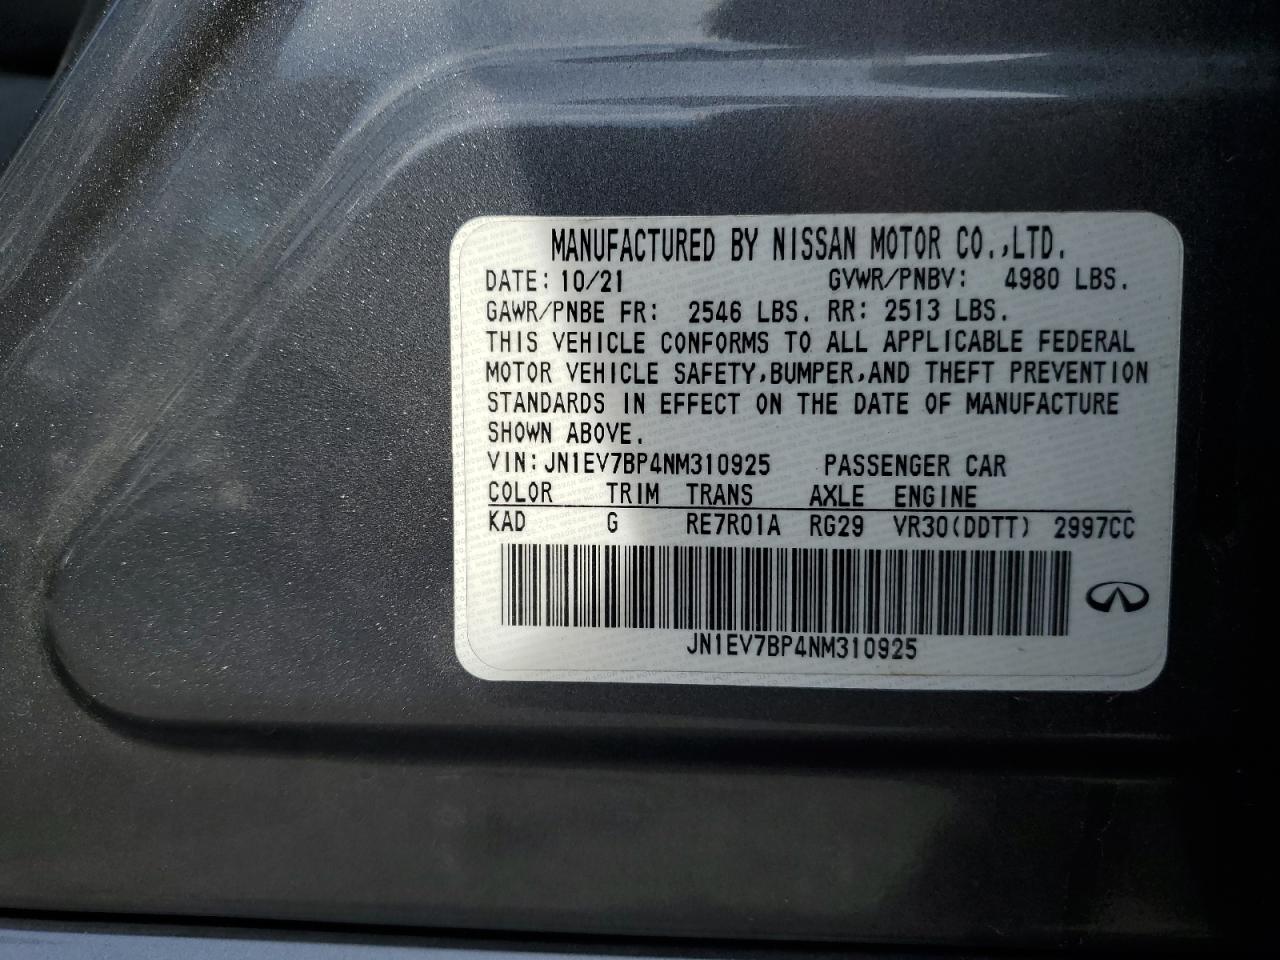 MANUFACTURED BY NISSAN MOTOR CO.,LTD.
DATE: 10/21 GVWR/PNBV: 4980 LBS.
GAWR/PNBE FR: 2546 LBS. RR: 2513 LBS.
THIS VEHICLE CONFORMS TO ALL APPLICABLE FEDERAL
MOTOR VEHICLE SAFETY,BUMPER,AND THEFT PREVENTION
STANDARDS IN EFFECT ON THE DATE OF MANUFACTURE
SHOWN ABOVE.
VIN: JN1EV7BP4NM310925 PASSENGER CAR
COLOR TRIM TRANS AXLE ENGINE
KAD G RE7R01A RG29 VR30(DDTT) 2997CC
JN1EV7BP4NM310925